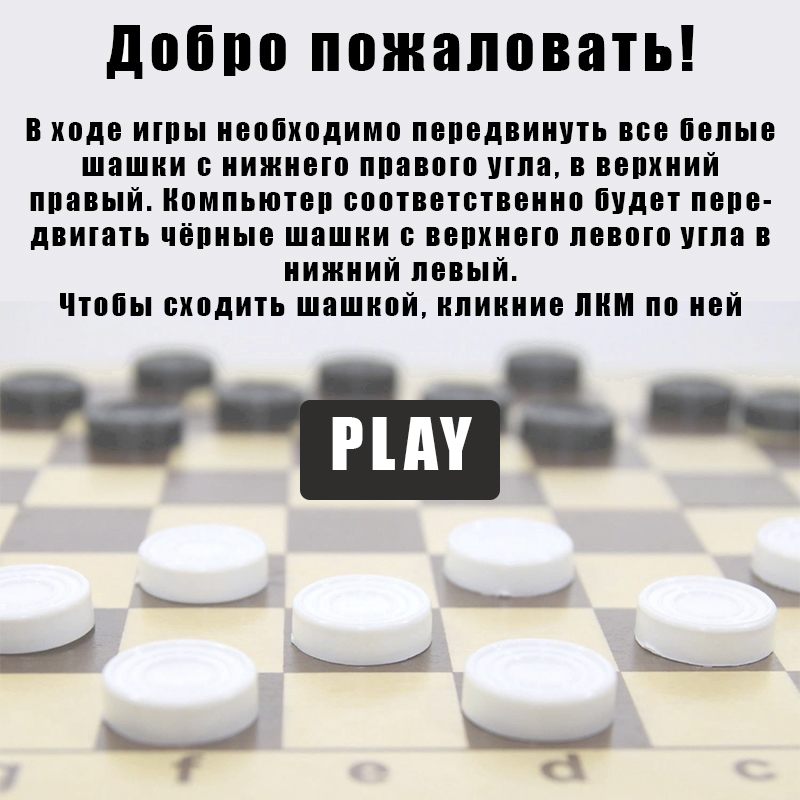 Добро пожаловать!
В ходе игры необходимо передвинуть все белые
шашки с нижнего правого угла, в верхний
правый. Компьютер соответственно будет пере-
двигать чёрные шашки с верхнего левого угла в
нижний левый.
Чтобы сходить шашкой, кликние ЛКМ по ней
PLAY
g f e d c